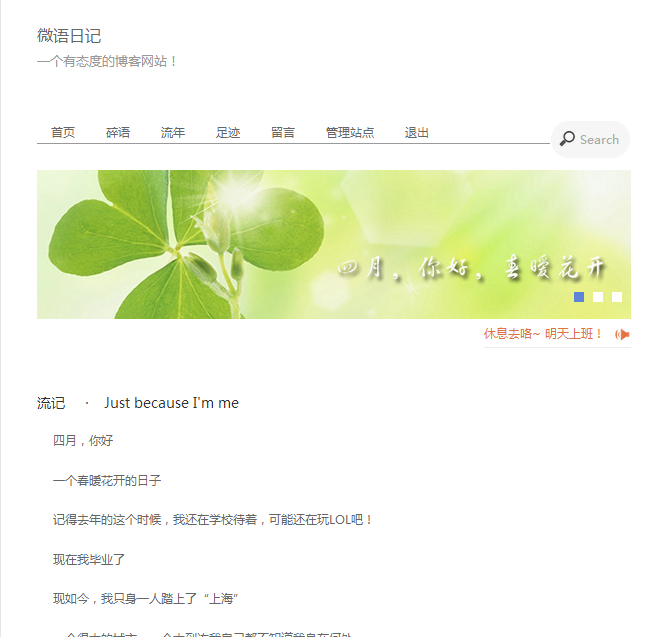 微语日记
一个有态度的博客网站！
首页 碎语 流年 足迹 留言 管理站点 退出
Search
四月，你好，春暖花开
休息去咯~ 明天上班！
流记 · Just because I'm me
四月，你好
一个春暖花开的日子
记得去年的这个时候，我还在学校待着，可能还在玩LOL吧！
现在我毕业了
现如今，我只身一人踏上了“上海”